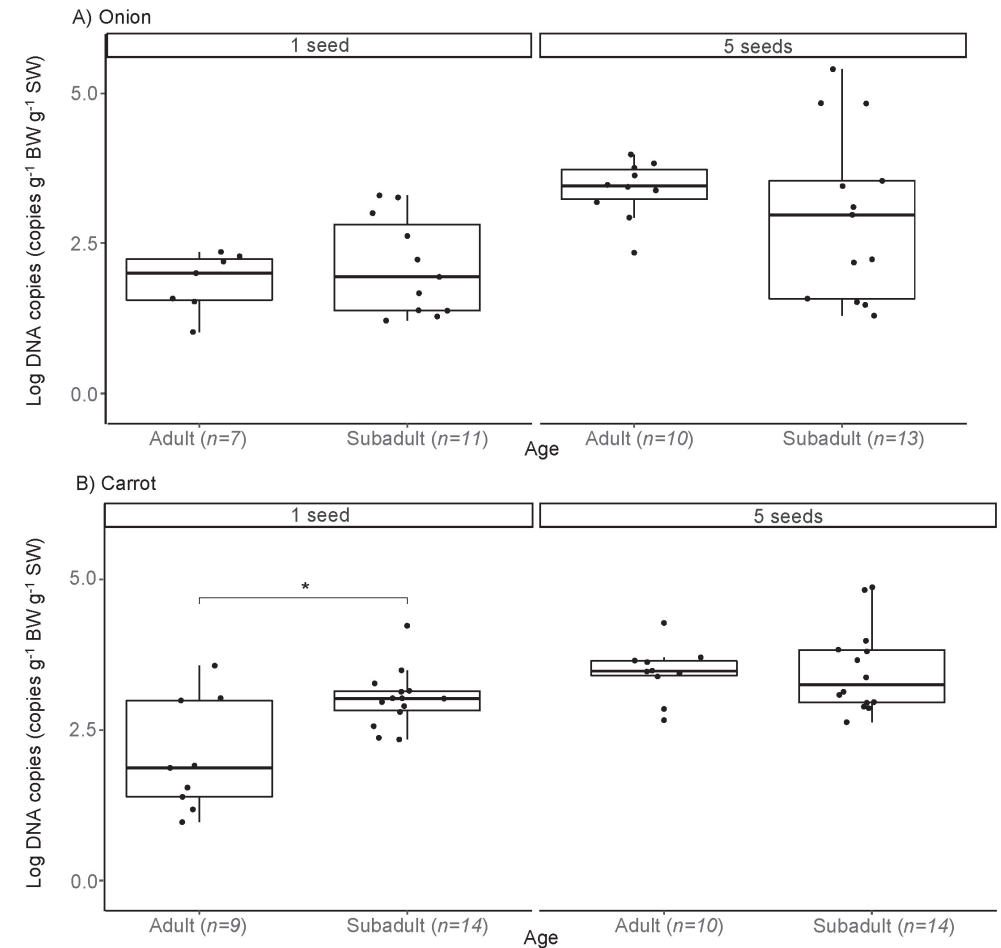 A) Onion
1 seed
5 seeds
Log DNA copies (copies g⁻¹ BW g⁻¹ SW)
5.0
2.5
0.0
Adult (n=7)
Subadult (n=11)
Adult (n=10)
Subadult (n=13)
Age
B) Carrot
1 seed
5 seeds
Log DNA copies (copies g⁻¹ BW g⁻¹ SW)
5.0
2.5
0.0
*
Adult (n=9)
Subadult (n=14)
Adult (n=10)
Subadult (n=14)
Age